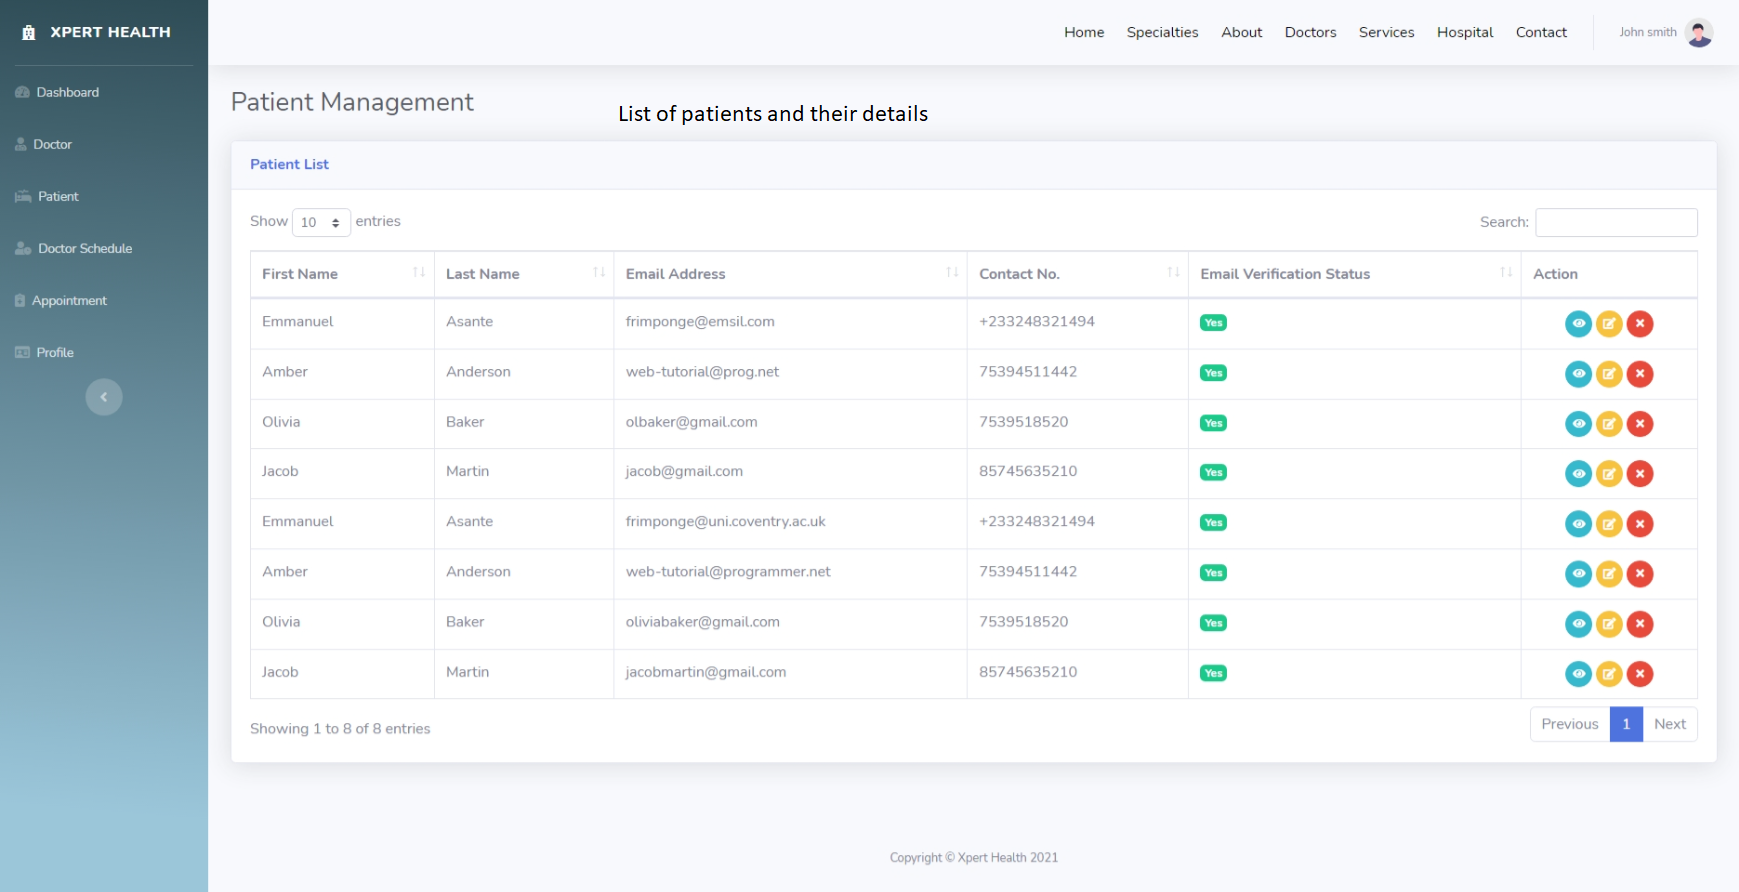 XPERT HEALTH
Home Specialties About Doctors Services Hospital Contact John smith
Dashboard
Doctor
Patient
Doctor Schedule
Appointment
Profile
Patient Management
List of patients and their details
Patient List
Show 10 entries Search:
First Name Last Name Email Address Contact No. Email Verification Status Action
Emmanuel Asante frimponge@emsil.com +233248321494 Yes
Amber Anderson web-tutorial@prog.net 75394511442 Yes
Olivia Baker olbaker@gmail.com 7539518520 Yes
Jacob Martin jacob@gmail.com 85745635210 Yes
Emmanuel Asante frimponge@uni.coventry.ac.uk +233248321494 Yes
Amber Anderson web-tutorial@programmer.net 75394511442 Yes
Olivia Baker oliviabaker@gmail.com 7539518520 Yes
Jacob Martin jacobmartin@gmail.com 85745635210 Yes
Showing 1 to 8 of 8 entries Previous 1 Next
Copyright © Xpert Health 2021